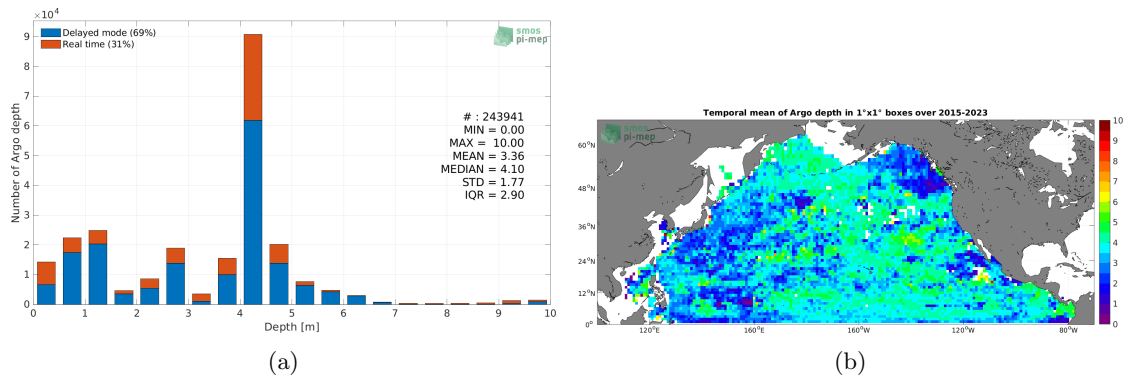 ×10⁴
Delayed mode (69%)
Real time (31%)
smos
pi-mep
# : 243941
MIN = 0.00
MAX = 10.00
MEAN = 3.36
MEDIAN = 4.10
STD = 1.77
IQR = 2.90
Number of Argo depth
9
8
7
6
5
4
3
2
1
0
0 1 2 3 4 5 6 7 8 9 10
Depth [m]
(a)
Temporal mean of Argo depth in 1°x1° boxes over 2015-2023
smos
pi-mep
60°N
48°N
36°N
24°N
12°N
0°
120°E 160°E 160°W 120°W 80°W
10
9
8
7
6
5
4
3
2
1
0
(b)